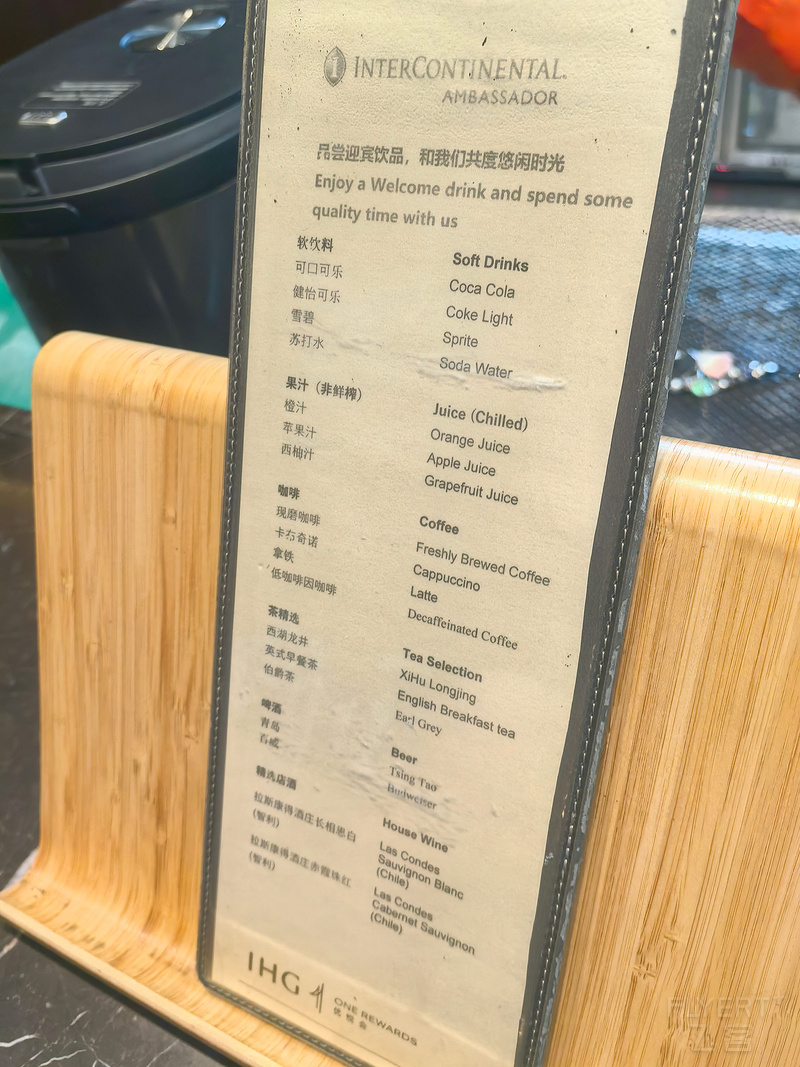 INTERCONTINENTAL
AMBASSADOR
品尝迎宾饮品，和我们共度悠闲时光
Enjoy a Welcome drink and spend some
quality time with us
软饮料
可口可乐
健怡可乐
雪碧
苏打水
Soft Drinks
Coca Cola
Coke Light
Sprite
Soda Water
果汁（非鲜榨）
橙汁
苹果汁
西柚汁
Juice (Chilled)
Orange Juice
Apple Juice
Grapefruit Juice
咖啡
现磨咖啡
卡布奇诺
拿铁
低咖啡因咖啡
Coffee
Freshly Brewed Coffee
Cappuccino
Latte
Decaffeinated Coffee
茶精选
西湖龙井
英式早餐茶
伯爵茶
Tea Selection
XiHu Longjing
English Breakfast tea
Earl Grey
啤酒
青岛
百威
Beer
Tsing Tao
Budweiser
精选店酒
拉斯康得酒庄长相思白
(智利)
拉斯康得酒庄赤霞珠红
(智利)
House Wine
Las Condes
Sauvignon Blanc
(Chile)
Las Condes
Cabernet Sauvignon
(Chile)
IHG
ONE REWARDS
优悦会
FLYERT